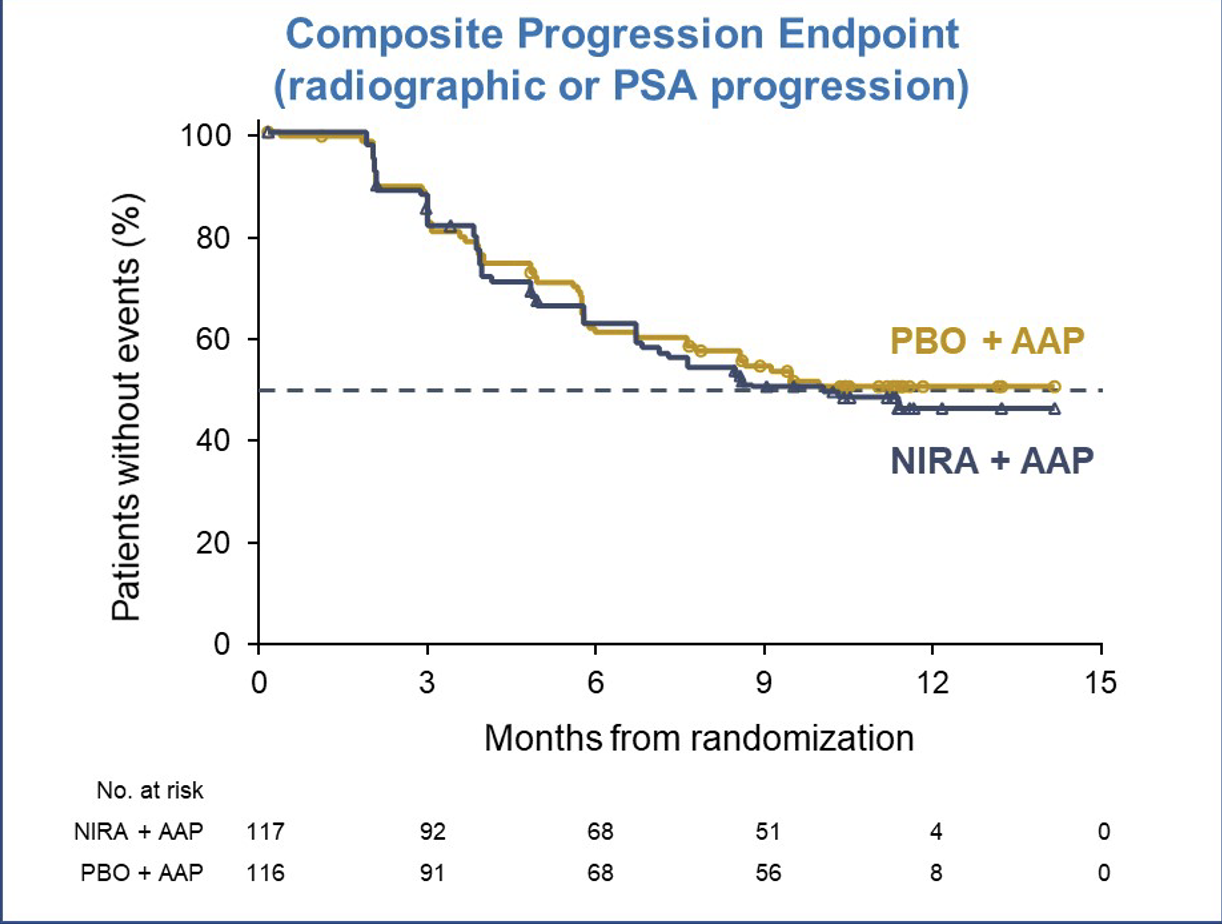 Composite Progression Endpoint
(radiographic or PSA progression)
Patients without events (%)
100
80
60
40
20
0
PBO + AAP
NIRA + AAP
0 3 6 9 12 15
Months from randomization
No. at risk
NIRA + AAP 117 92 68 51 4 0
PBO + AAP 116 91 68 56 8 0